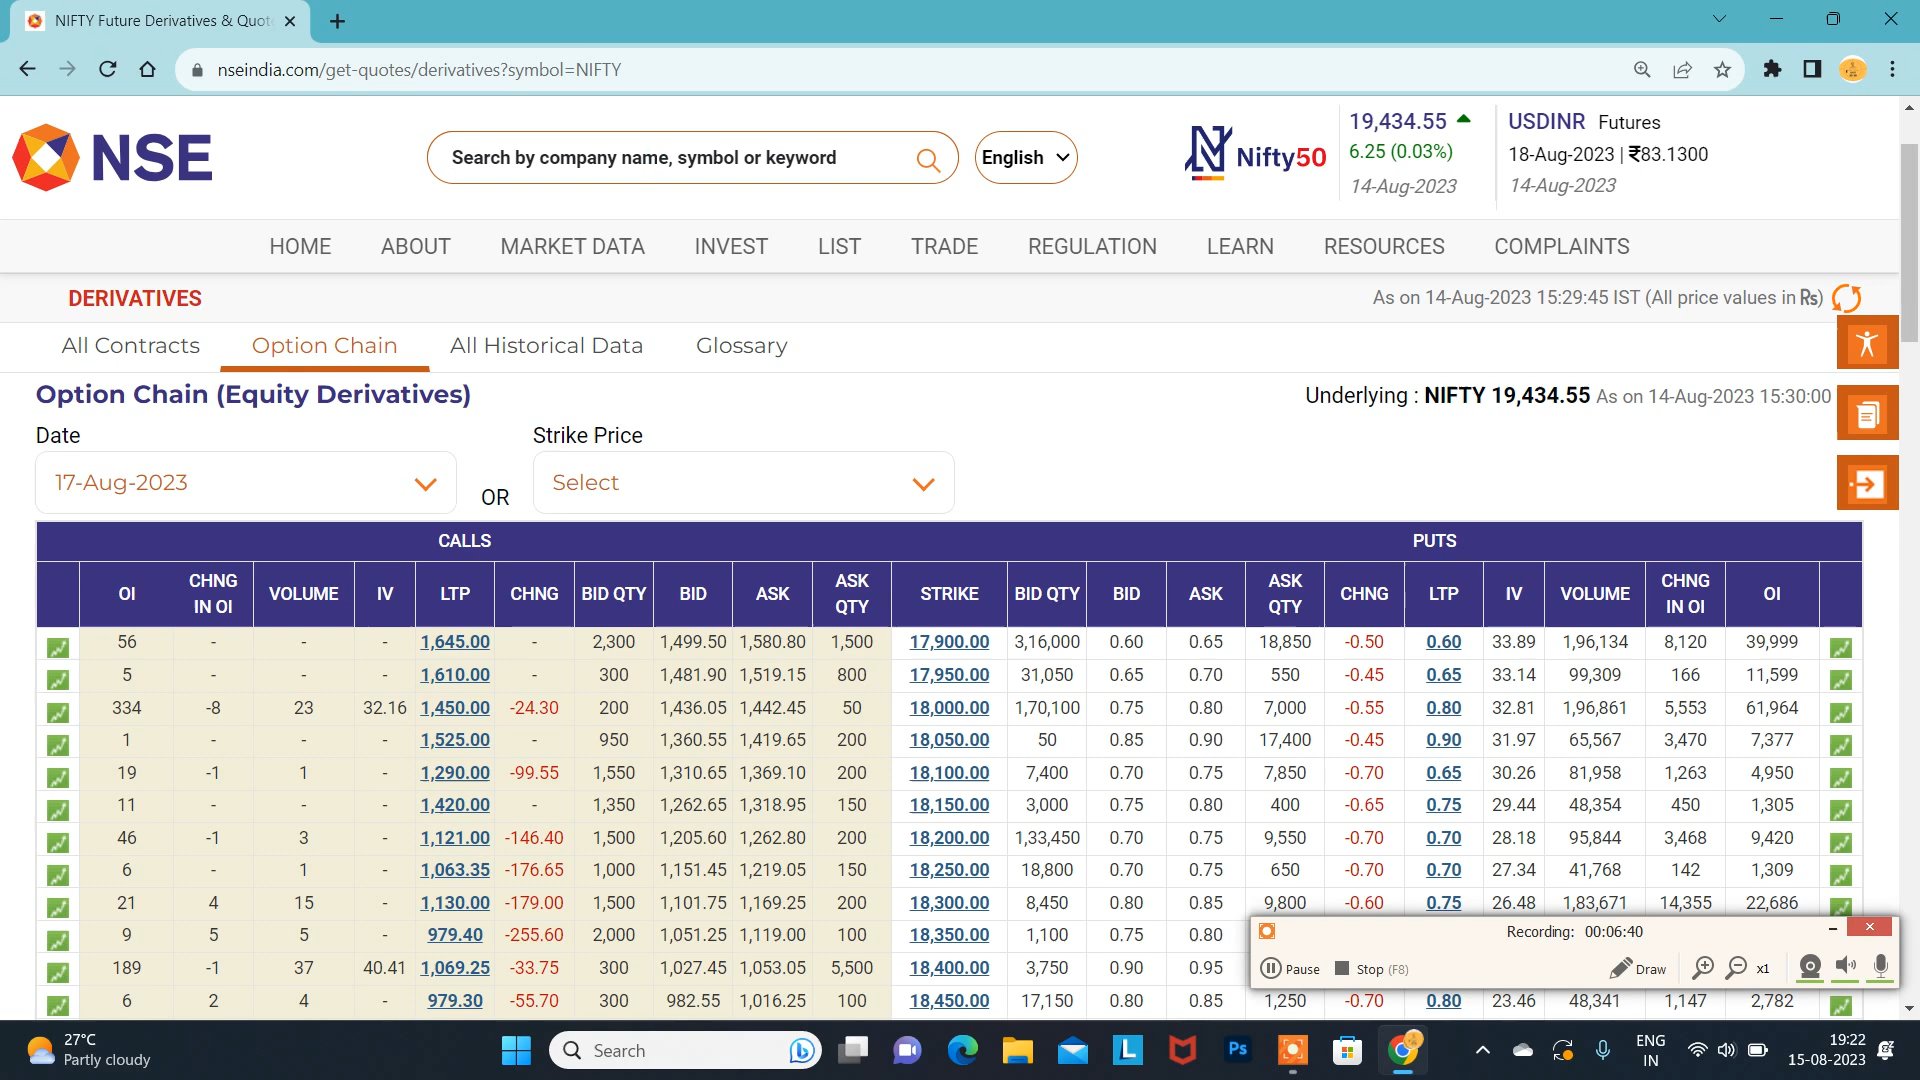 NIFTY Future Derivatives & Quot
nseindia.com/get-quotes/derivatives?symbol=NIFTY
NSE
Search by company name, symbol or keyword
English
Nifty50
19,434.55
6.25 (0.03%)
14-Aug-2023
USDINR Futures
18-Aug-2023 | ₹83.1300
14-Aug-2023
HOME ABOUT MARKET DATA INVEST LIST TRADE REGULATION LEARN RESOURCES COMPLAINTS
DERIVATIVES
As on 14-Aug-2023 15:29:45 IST (All price values in ₨)
All Contracts Option Chain All Historical Data Glossary
Option Chain (Equity Derivatives)
Underlying : NIFTY 19,434.55 As on 14-Aug-2023 15:30:00
Date
Strike Price
17-Aug-2023
OR
Select
CALLS PUTS
OI CHNG IN OI VOLUME IV LTP CHNG BID QTY BID ASK ASK QTY STRIKE BID QTY BID ASK ASK QTY CHNG LTP IV VOLUME CHNG IN OI OI
56 - - - 1,645.00 - 2,300 1,499.50 1,580.80 1,500 17,900.00 3,16,000 0.60 0.65 18,850 -0.50 0.60 33.89 1,96,134 8,120 39,999
5 - - - 1,610.00 - 300 1,481.90 1,519.15 800 17,950.00 31,050 0.65 0.70 550 -0.45 0.65 33.14 99,309 166 11,599
334 -8 23 32.16 1,450.00 -24.30 200 1,436.05 1,442.45 50 18,000.00 1,70,100 0.75 0.80 7,000 -0.55 0.80 32.81 1,96,861 5,553 61,964
1 - - - 1,525.00 - 950 1,360.55 1,419.65 200 18,050.00 50 0.85 0.90 17,400 -0.45 0.90 31.97 65,567 3,470 7,377
19 -1 1 - 1,290.00 -99.55 1,550 1,310.65 1,369.10 200 18,100.00 7,400 0.70 0.75 7,850 -0.70 0.65 30.26 81,958 1,263 4,950
11 - - - 1,420.00 - 1,350 1,262.65 1,318.95 150 18,150.00 3,000 0.75 0.80 400 -0.65 0.75 29.44 48,354 450 1,305
46 -1 3 - 1,121.00 -146.40 1,500 1,205.60 1,262.80 200 18,200.00 1,33,450 0.70 0.75 9,550 -0.70 0.70 28.18 95,844 3,468 9,420
6 - 1 - 1,063.35 -176.65 1,000 1,151.45 1,219.05 150 18,250.00 18,800 0.70 0.75 650 -0.70 0.70 27.34 41,768 142 1,309
21 4 15 - 1,130.00 -179.00 1,500 1,101.75 1,169.25 200 18,300.00 8,450 0.80 0.85 9,800 -0.60 0.75 26.48 1,83,671 14,355 22,686
9 5 5 - 979.40 -255.60 2,000 1,051.25 1,119.00 100 18,350.00 1,100 0.75 0.80
189 -1 37 40.41 1,069.25 -33.75 300 1,027.45 1,053.05 5,500 18,400.00 3,750 0.90 0.95
6 2 4 - 979.30 -55.70 300 982.55 1,016.25 100 18,450.00 17,150 0.80 0.85 1,250 -0.70 0.80 23.46 48,341 1,147 2,782
Recording: 00:06:40
Pause Stop (F8) Draw x1
27°C
Partly cloudy
Search
L
Ps
ENG
IN
19:22
15-08-2023